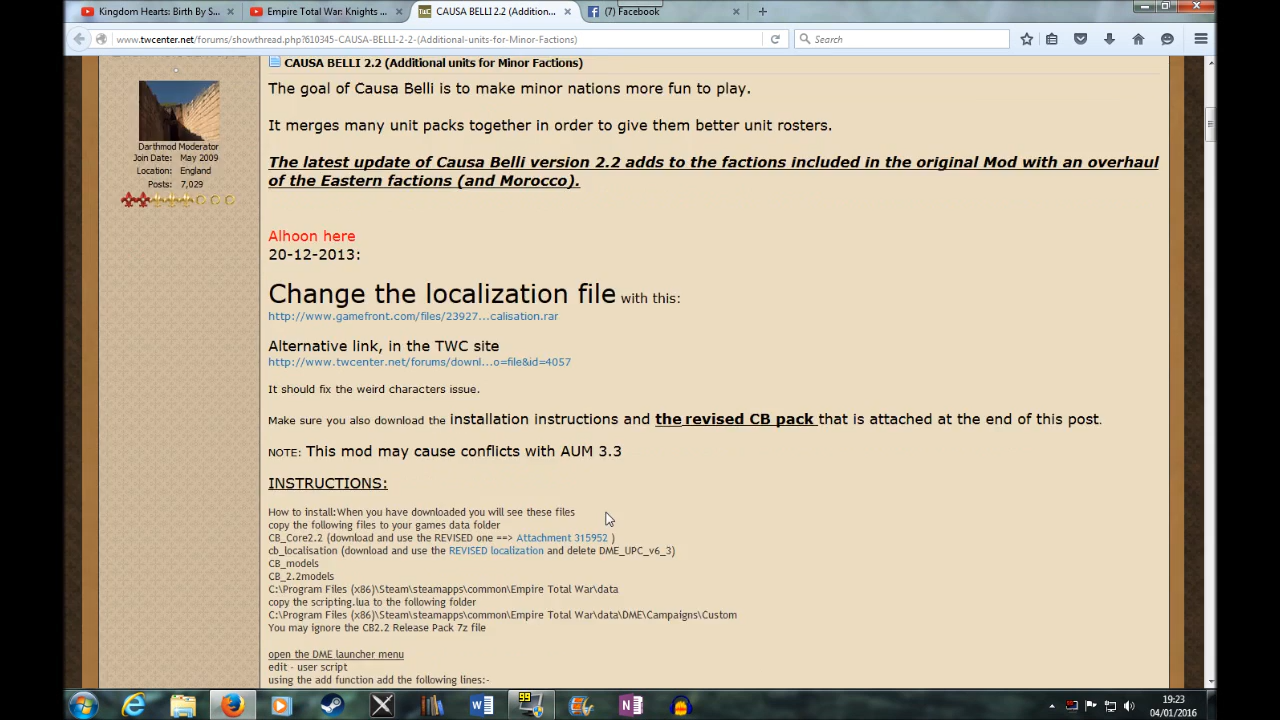 Kingdom Hearts: Birth By S...
Empire Total War: Knights ...
CAUSA BELLI 2.2 (Addition...
(7) Facebook
www.twcenter.net/forums/showthread.php?610345-CAUSA-BELLI-2-2-(Additional-units-for-Minor-Factions)
Search
CAUSA BELLI 2.2 (Additional units for Minor Factions)
The goal of Causa Belli is to make minor nations more fun to play.
It merges many unit packs together in order to give them better unit rosters.
The latest update of Causa Belli version 2.2 adds to the factions included in the original Mod with an overhaul
of the Eastern factions (and Morocco).
Darthmod Moderator
Join Date: May 2009
Location: England
Posts: 7,029
Alhoon here
20-12-2013:
Change the localization file with this:
http://www.gamefront.com/files/23927...calisation.rar
Alternative link, in the TWC site
http://www.twcenter.net/forums/downl...o=file&id=4057
It should fix the weird characters issue.
Make sure you also download the installation instructions and the revised CB pack that is attached at the end of this post.
NOTE: This mod may cause conflicts with AUM 3.3
INSTRUCTIONS:
How to install:When you have downloaded you will see these files
copy the following files to your games data folder
CB_Core2.2 (download and use the REVISED one ==> Attachment 315952 )
cb_localisation (download and use the REVISED localization and delete DME_UPC_v6_3)
CB_models
CB_2.2models
C:\Program Files (x86)\Steam\steamapps\common\Empire Total War\data
copy the scripting.lua to the following folder
C:\Program Files (x86)\Steam\steamapps\common\Empire Total War\data\DME\Campaigns\Custom
You may ignore the CB2.2 Release Pack 7z file
open the DME launcher menu
edit - user script
using the add function add the following lines:-
99
19:23
04/01/2016